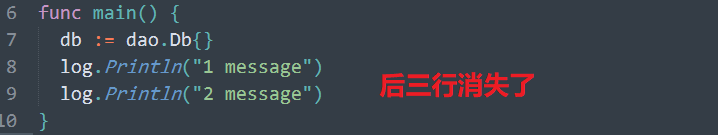 6 func main() {
7   db := dao.Db{}
8   log.Println("1 message")
9   log.Println("2 message")
后三行消失了
10 }